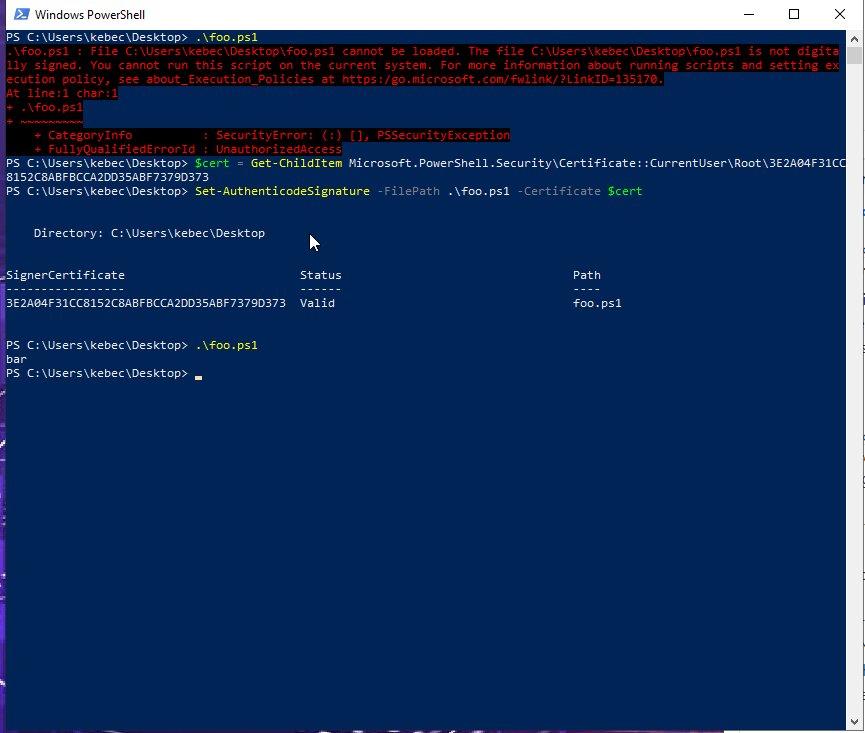 Windows PowerShell
PS C:\Users\kebec\Desktop> .\foo.ps1
.\foo.ps1 : File C:\Users\kebec\Desktop\foo.ps1 cannot be loaded. The file C:\Users\kebec\Desktop\foo.ps1 is not digita
lly signed. You cannot run this script on the current system. For more information about running scripts and setting ex
ecution policy, see about_Execution_Policies at https:/go.microsoft.com/fwlink/?LinkID=135170.
At line:1 char:1
+ .\foo.ps1
+ ~~~~~~~~~
    + CategoryInfo          : SecurityError: (:) [], PSSecurityException
    + FullyQualifiedErrorId : UnauthorizedAccess
PS C:\Users\kebec\Desktop> $cert = Get-ChildItem Microsoft.PowerShell.Security\Certificate::CurrentUser\Root\3E2A04F31CC
8152C8ABFBCCA2DD35ABF7379D373
PS C:\Users\kebec\Desktop> Set-AuthenticodeSignature -FilePath .\foo.ps1 -Certificate $cert
    Directory: C:\Users\kebec\Desktop
SignerCertificate                         Status                                 Path
-----------------                         ------                                 ----
3E2A04F31CC8152C8ABFBCCA2DD35ABF7379D373  Valid                                  foo.ps1
PS C:\Users\kebec\Desktop> .\foo.ps1
bar
PS C:\Users\kebec\Desktop>